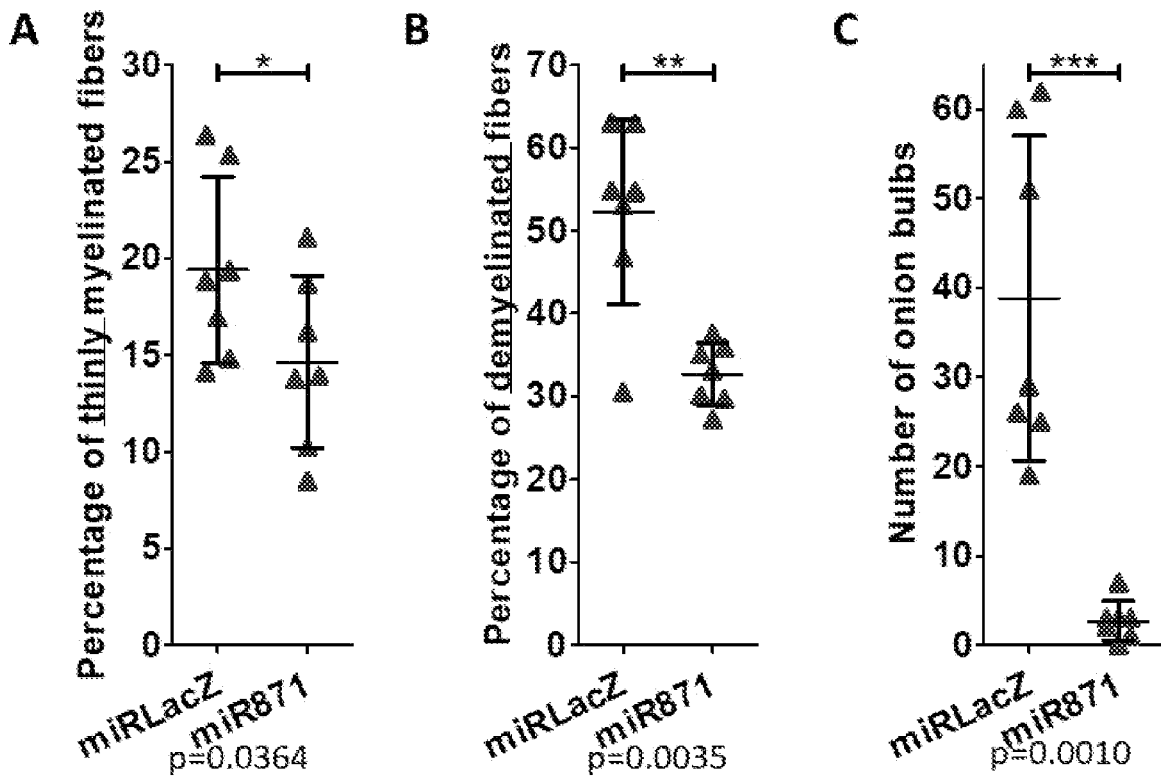 A
Percentage of thinly myelinated fibers
30
25
20
15
10
5
0
*
miRLacZ
miR871
p=0.0364
B
Percentage of demyelinated fibers
70
60
50
40
30
20
10
0
**
miRLacZ
miR871
p=0.0035
C
Number of onion bulbs
60
50
40
30
20
10
0
***
miRLacZ
miR871
p=0.0010